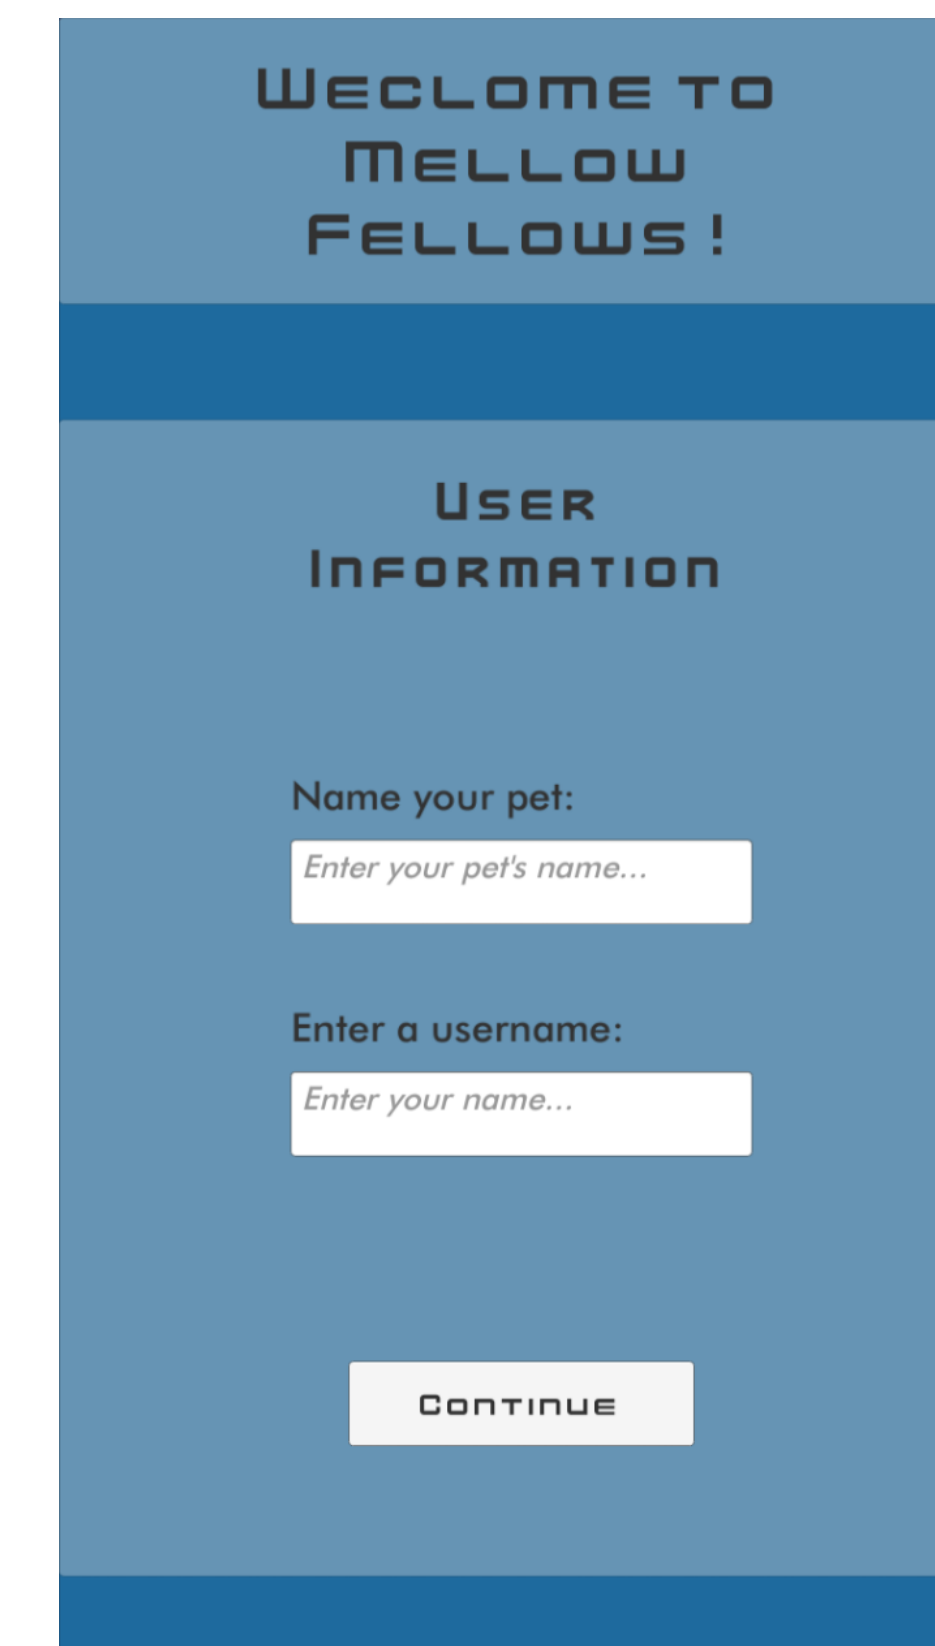 Weclome to
Mellow
Fellows!
User
Information
Name your pet:
Enter your pet's name...
Enter a username:
Enter your name...
Continue